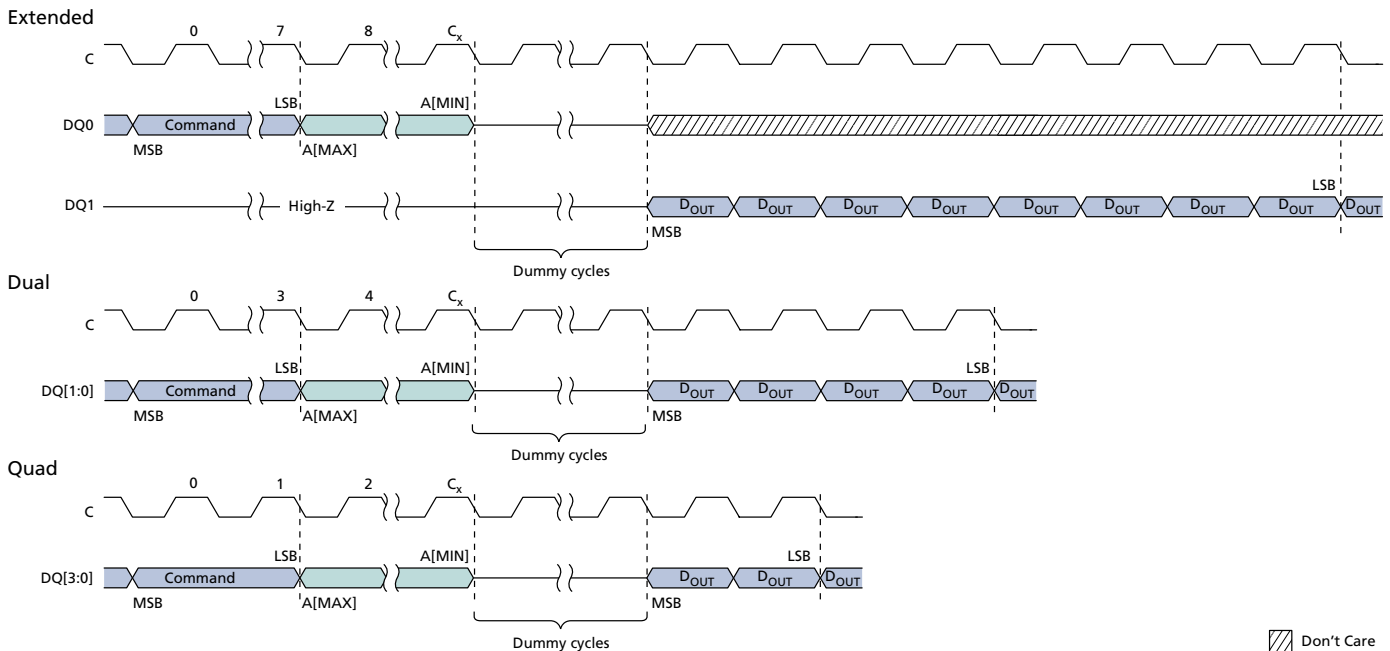 Extended
0 7 8 Cx
C
LSB A[MIN]
DQ0 Command
MSB A[MAX]
LSB
DQ1 High-Z DOUT DOUT DOUT DOUT DOUT DOUT DOUT DOUT DOUT
MSB
Dummy cycles
Dual
0 3 4 Cx
C
LSB A[MIN] LSB
DQ[1:0] Command DOUT DOUT DOUT DOUT DOUT
MSB A[MAX] MSB
Dummy cycles
Quad
0 1 2 Cx
C
LSB A[MIN] LSB
DQ[3:0] Command DOUT DOUT DOUT
MSB A[MAX] MSB
Dummy cycles
Don't Care